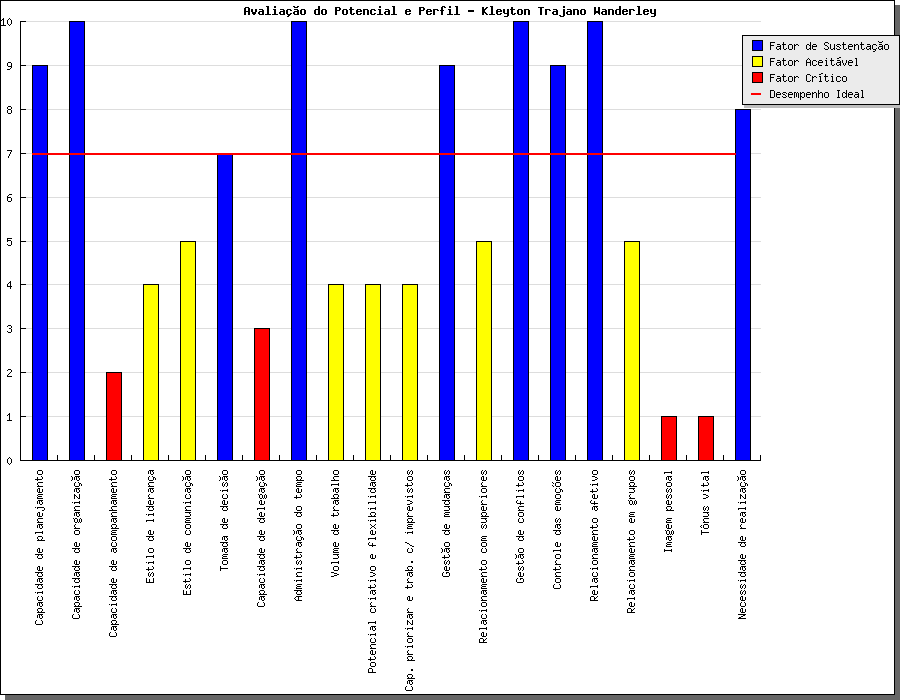 Avaliação do Potencial e Perfil - Kleyton Trajano Wanderley
10
9
8
7
6
5
4
3
2
1
0
Fator de Sustentação
Fator Aceitável
Fator Crítico
Desempenho Ideal
Capacidade de planejamento
Capacidade de organização
Capacidade de acompanhamento
Estilo de liderança
Estilo de comunicação
Tomada de decisão
Capacidade de delegação
Administração do tempo
Volume de trabalho
Potencial criativo e flexibilidade
Cap. priorizar e trab. c/ imprevistos
Gestão de mudanças
Relacionamento com superiores
Gestão de conflitos
Controle das emoções
Relacionamento afetivo
Relacionamento em grupos
Imagem pessoal
Tônus vital
Necessidade de realização